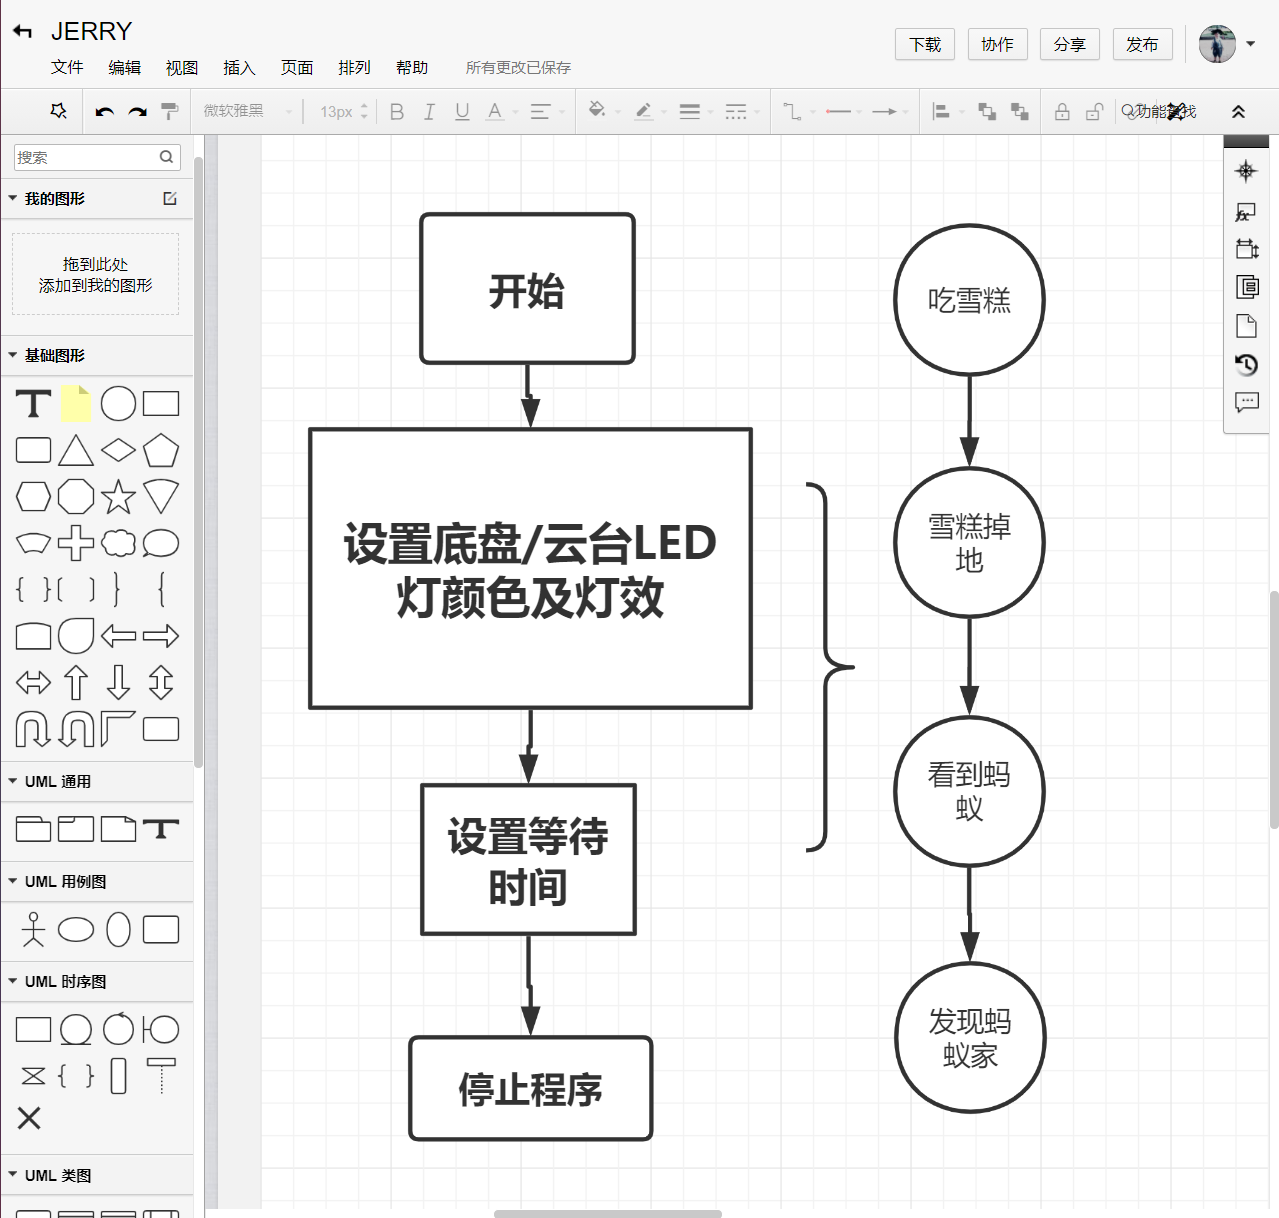 JERRY
文件 编辑 视图 插入 页面 排列 帮助 所有更改已保存
下载 协作 分享 发布
微软雅黑 13px B I U A
搜索
我的图形
拖到此处
添加到我的图形
基础图形
UML 通用
UML 用例图
UML 时序图
UML 类图
开始
设置底盘/云台LED
灯颜色及灯效
设置等待
时间
停止程序
吃雪糕
雪糕掉
地
看到蚂
蚁
发现蚂
蚁家